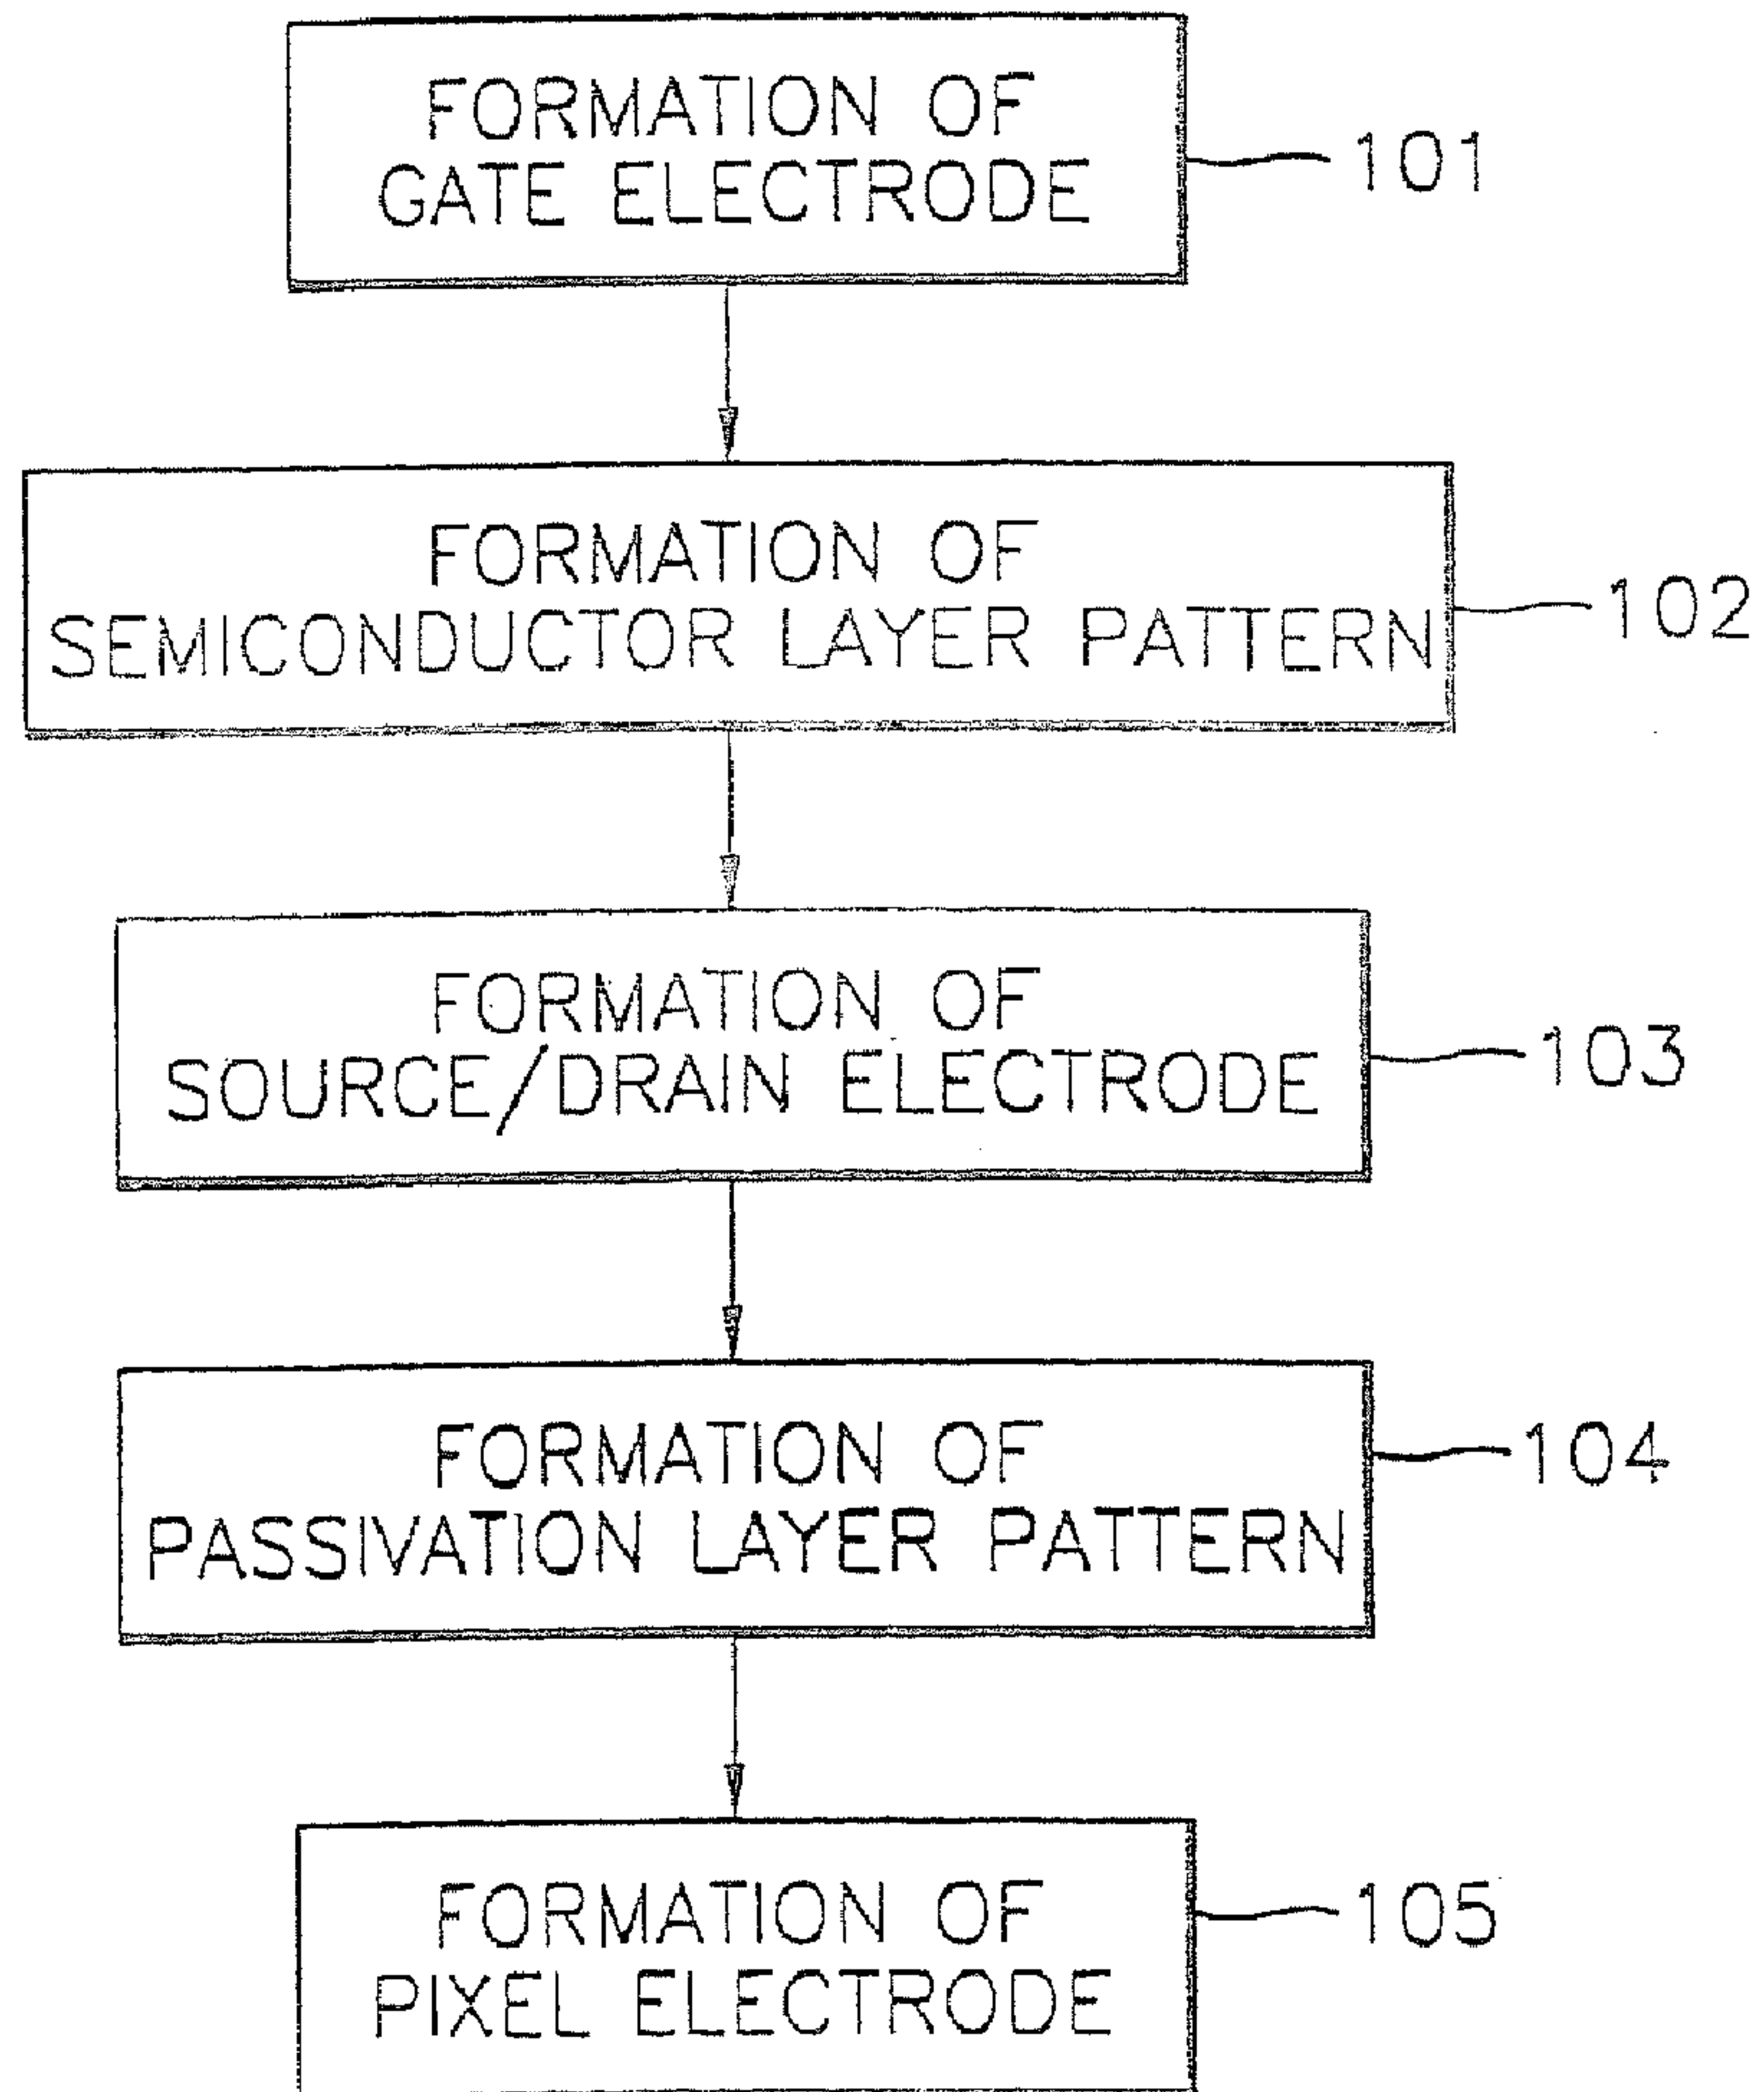 FORMATION OF
GATE ELECTRODE
101
FORMATION OF
SEMICONDUCTOR LAYER PATTERN
102
FORMATION OF
SOURCE/DRAIN ELECTRODE
103
FORMATION OF
PASSIVATION LAYER PATTERN
104
FORMATION OF
PIXEL ELECTRODE
105